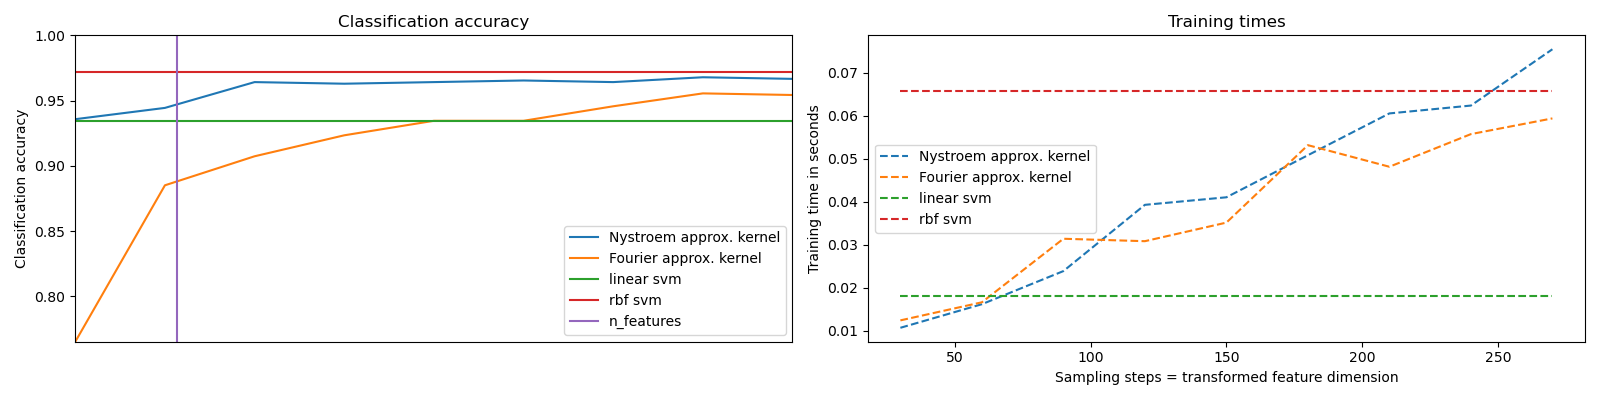 Classification accuracy
Classification accuracy
1.00
0.95
0.90
0.85
0.80
Nystroem approx. kernel
Fourier approx. kernel
linear svm
rbf svm
n_features
Training times
Training time in seconds
0.07
0.06
0.05
0.04
0.03
0.02
0.01
Nystroem approx. kernel
Fourier approx. kernel
linear svm
rbf svm
50 100 150 200 250
Sampling steps = transformed feature dimension